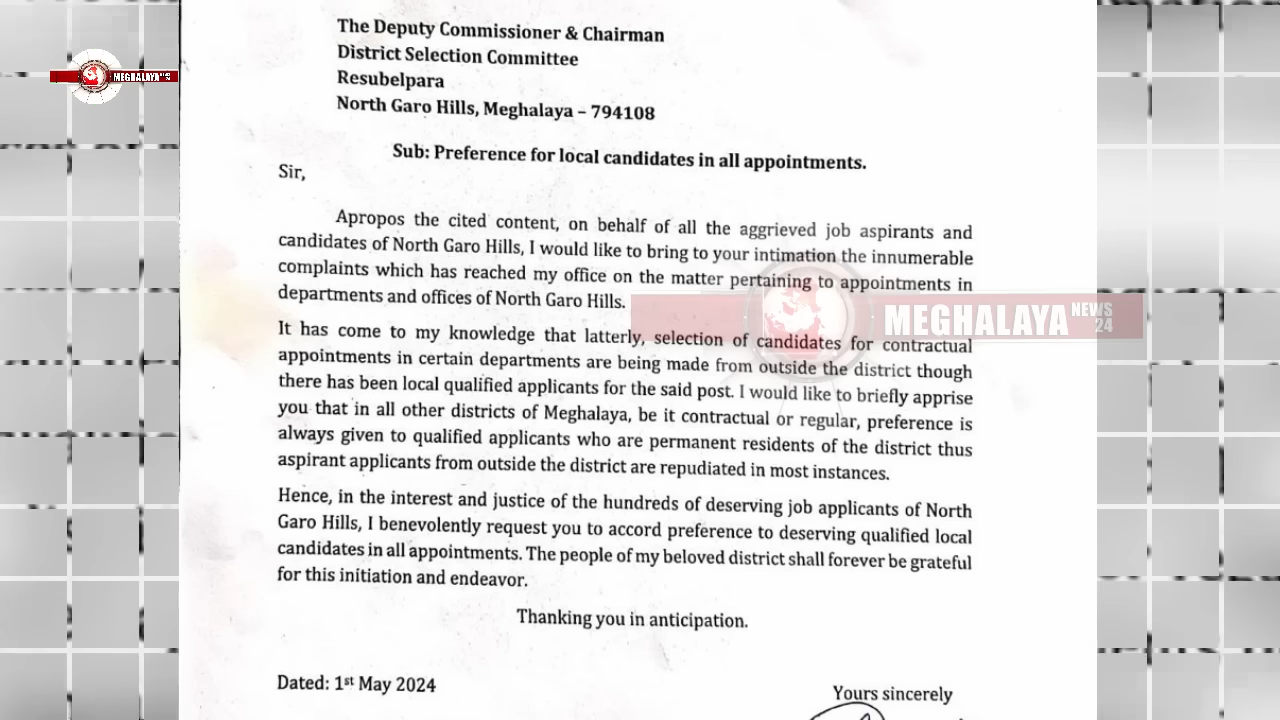 The Deputy Commissioner & Chairman
District Selection Committee
Resubelpara
North Garo Hills, Meghalaya – 794108
MEGHALAYA NEWS 24
Sub: Preference for local candidates in all appointments.
Sir,
Apropos the cited content, on behalf of all the aggrieved job aspirants and
candidates of North Garo Hills, I would like to bring to your intimation the innumerable
complaints which has reached my office on the matter pertaining to appointments in
departments and offices of North Garo Hills.
MEGHALAYA NEWS 24
It has come to my knowledge that latterly, selection of candidates for contractual
appointments in certain departments are being made from outside the district though
there has been local qualified applicants for the said post. I would like to briefly apprise
you that in all other districts of Meghalaya, be it contractual or regular, preference is
always given to qualified applicants who are permanent residents of the district thus
aspirant applicants from outside the district are repudiated in most instances.
Hence, in the interest and justice of the hundreds of deserving job applicants of North
Garo Hills, I benevolently request you to accord preference to deserving qualified local
candidates in all appointments. The people of my beloved district shall forever be grateful
for this initiation and endeavor.
Thanking you in anticipation.
Dated: 1st May 2024
Yours sincerely